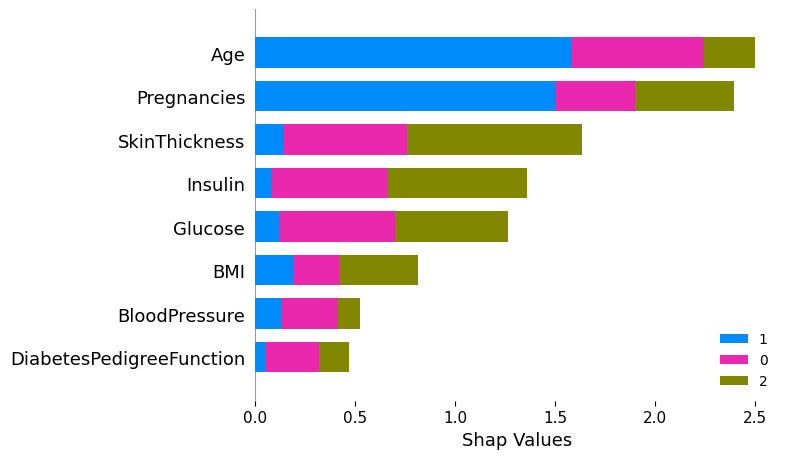 Age
Pregnancies
SkinThickness
Insulin
Glucose
BMI
BloodPressure
DiabetesPedigreeFunction
1
0
2
0.0 0.5 1.0 1.5 2.0 2.5
Shap Values